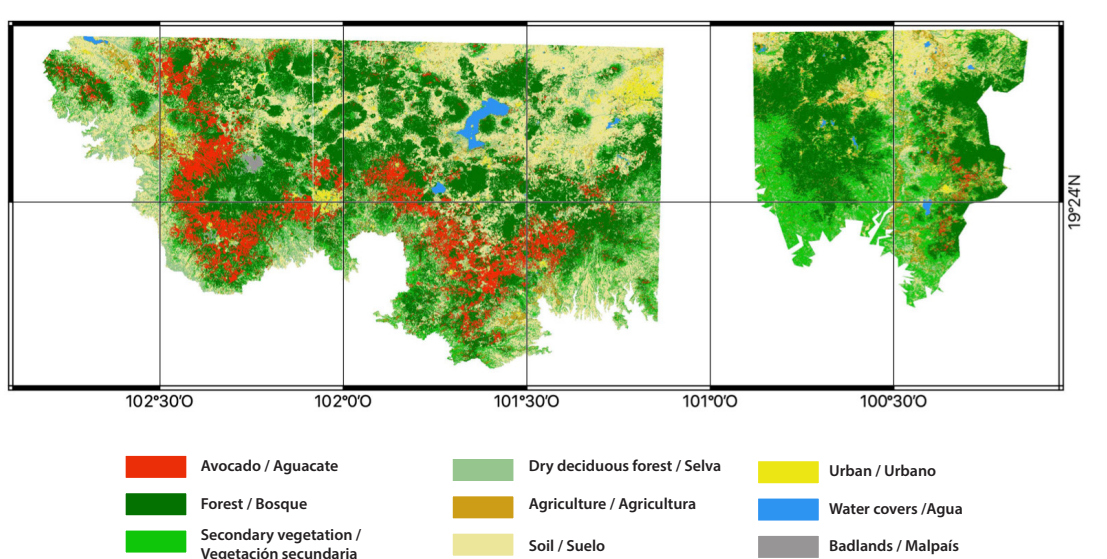 19°24'N
102°30'O
102°0'O
101°30'O
101°0'O
100°30'O
Avocado / Aguacate
Forest / Bosque
Secondary vegetation /
Vegetación secundaria
Dry deciduous forest / Selva
Agriculture / Agricultura
Soil / Suelo
Urban / Urbano
Water covers /Agua
Badlands / Malpaís